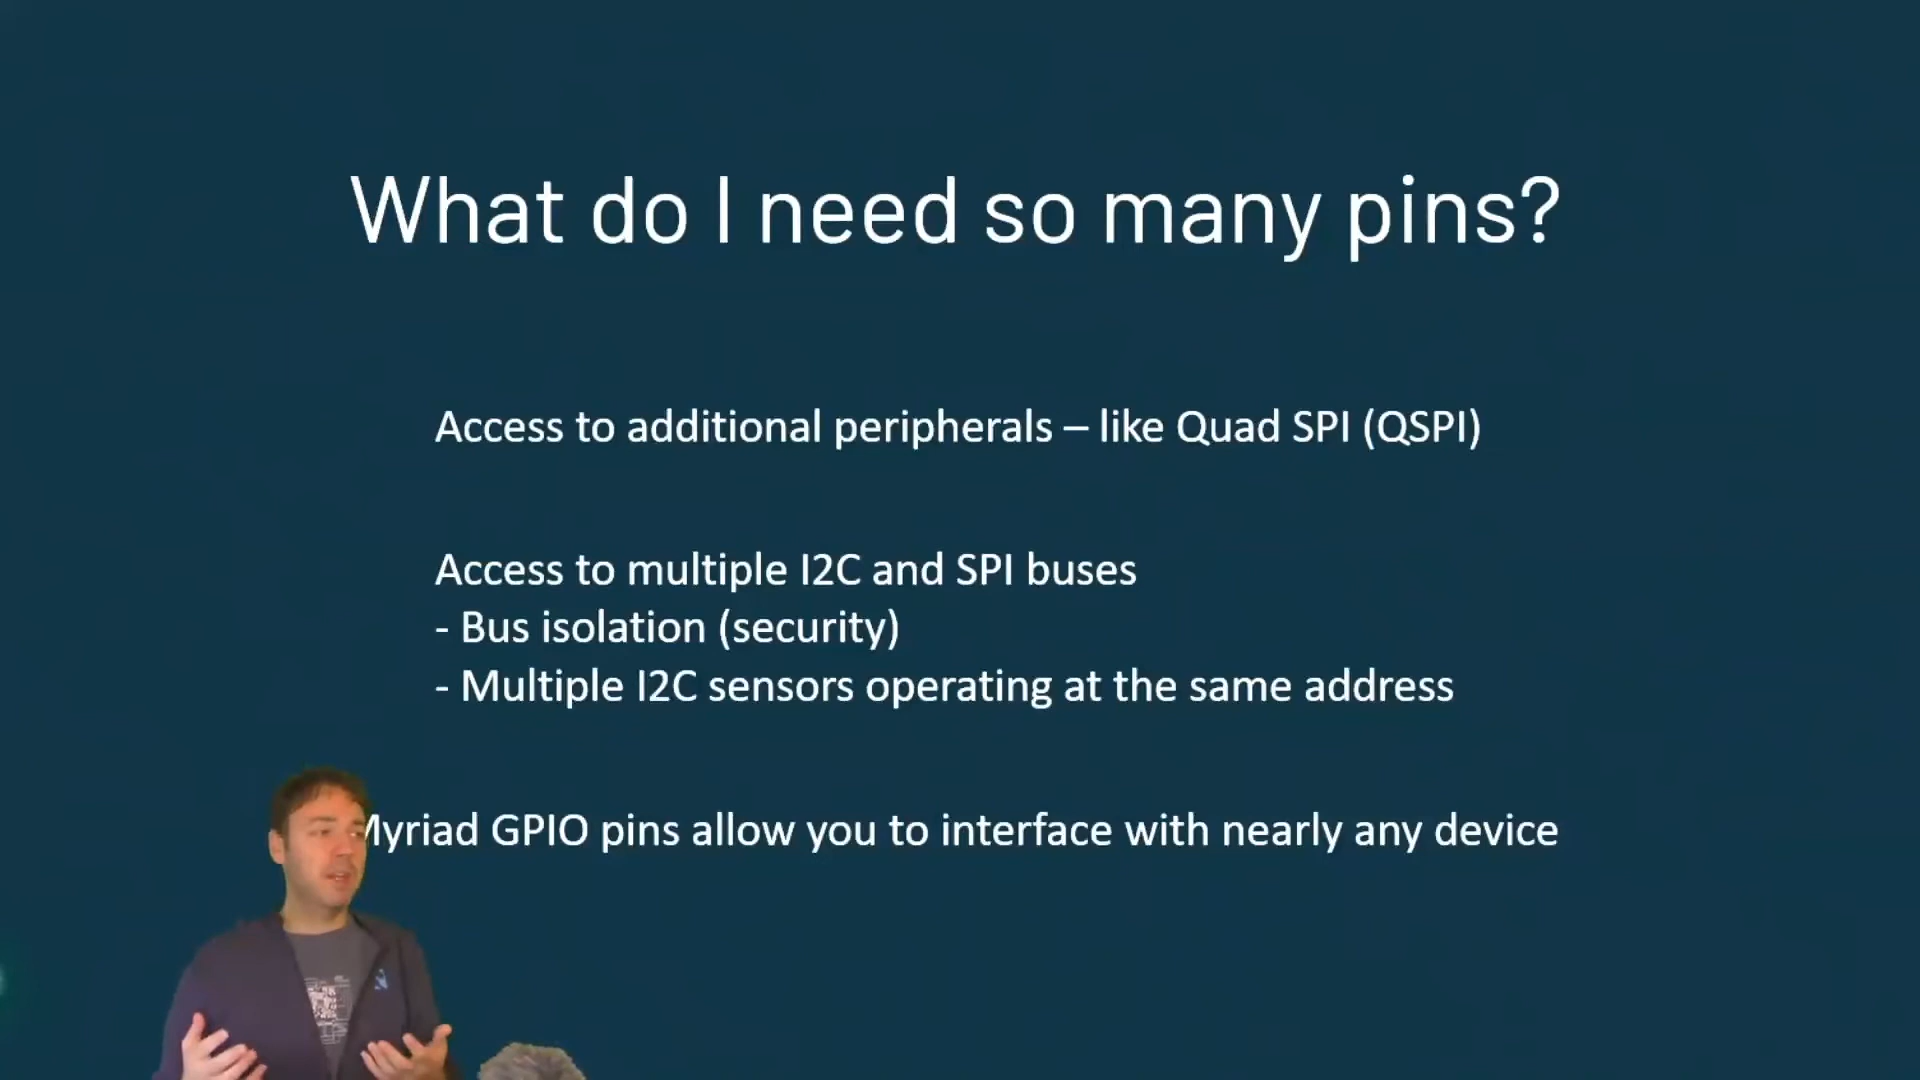 What do I need so many pins?
Access to additional peripherals – like Quad SPI (QSPI)
Access to multiple I2C and SPI buses
- Bus isolation (security)
- Multiple I2C sensors operating at the same address
Myriad GPIO pins allow you to interface with nearly any device